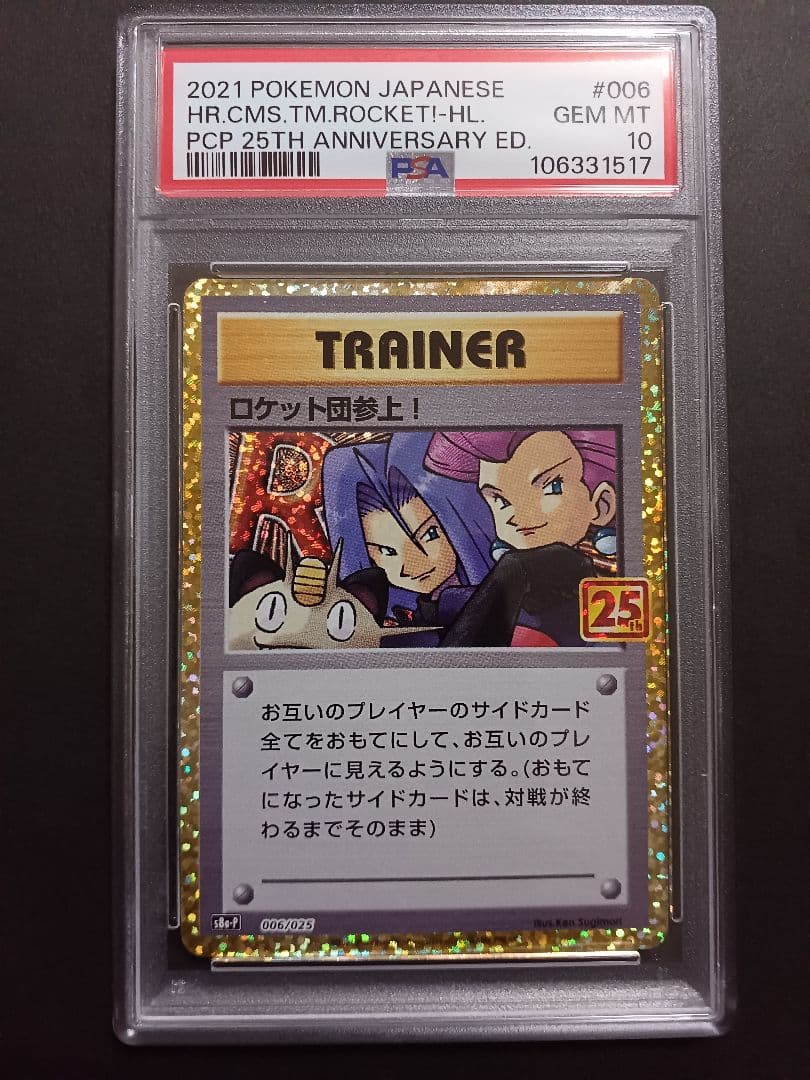 2021 POKEMON JAPANESE #006
HR.CMS.TM.ROCKET!-HL. GEM MT
PCP 25TH ANNIVERSARY ED. 10
PSA 106331517
TRAINER
ロケット団参上!
R
25th
お互いのプレイヤーのサイドカード
全てをおもてにして、お互いのプレ
イヤーに見えるようにする。(おもて
になったサイドカードは、対戦が終
わるまでそのまま)
s8a-P 006/025
Illus. Ken Sugimori